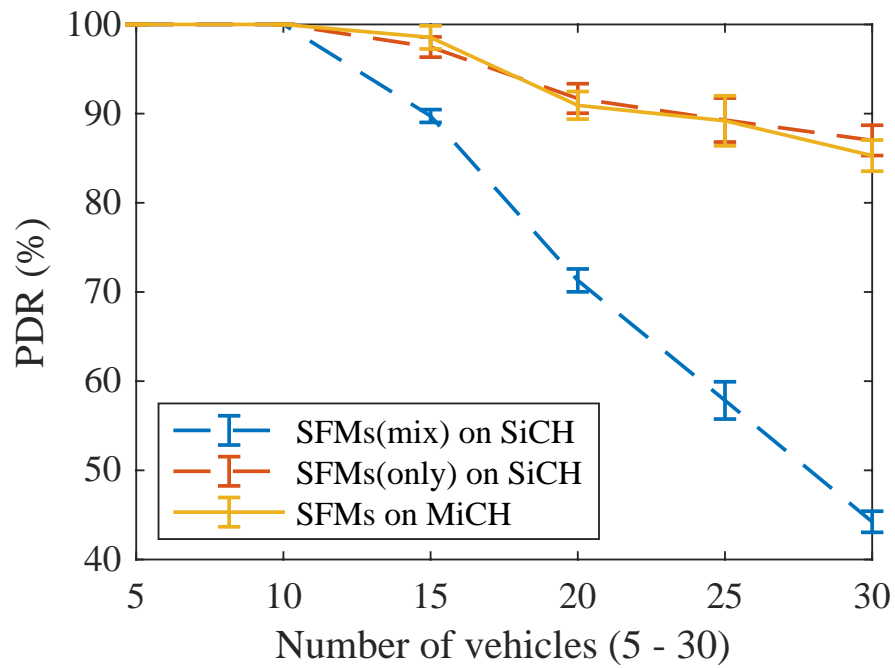 100
90
80
70
60
50
40
PDR (%)
SFMs(mix) on SiCH
SFMs(only) on SiCH
SFMs on MiCH
5 10 15 20 25 30
Number of vehicles (5 - 30)